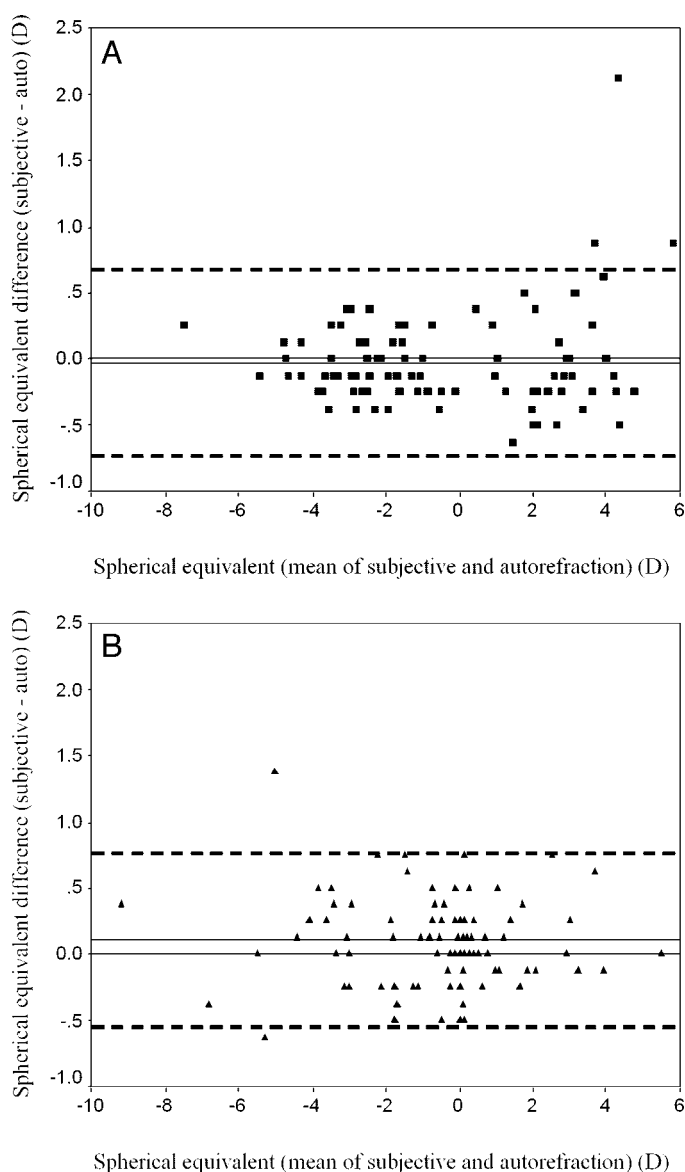 A
Spherical equivalent difference (subjective - auto) (D)
2.5
2.0
1.5
1.0
.5
0.0
-.5
-1.0
-10 -8 -6 -4 -2 0 2 4 6
Spherical equivalent (mean of subjective and autorefraction) (D)
B
Spherical equivalent difference (subjective - auto) (D)
2.5
2.0
1.5
1.0
.5
0.0
-.5
-1.0
-10 -8 -6 -4 -2 0 2 4 6
Spherical equivalent (mean of subjective and autorefraction) (D)